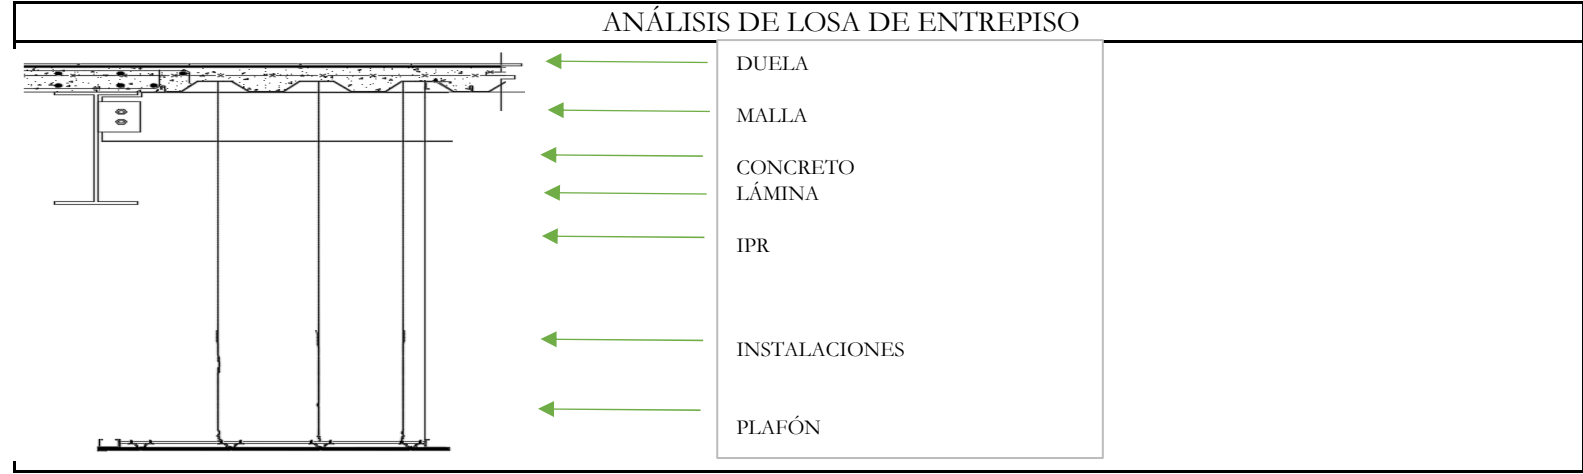 ANÁLISIS DE LOSA DE ENTREPISO
DUELA
MALLA
CONCRETO
LÁMINA
IPR
INSTALACIONES
PLAFÓN